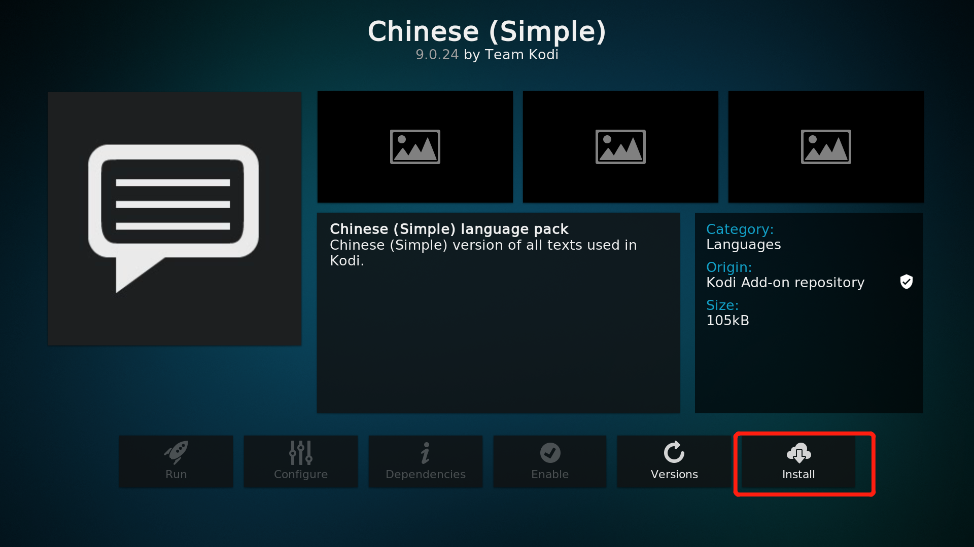 Chinese (Simple)
9.0.24 by Team Kodi
Chinese (Simple) language pack
Chinese (Simple) version of all texts used in
Kodi.
Category:
Languages
Origin:
Kodi Add-on repository
Size:
105kB
Run
Configure
Dependencies
Enable
Versions
Install